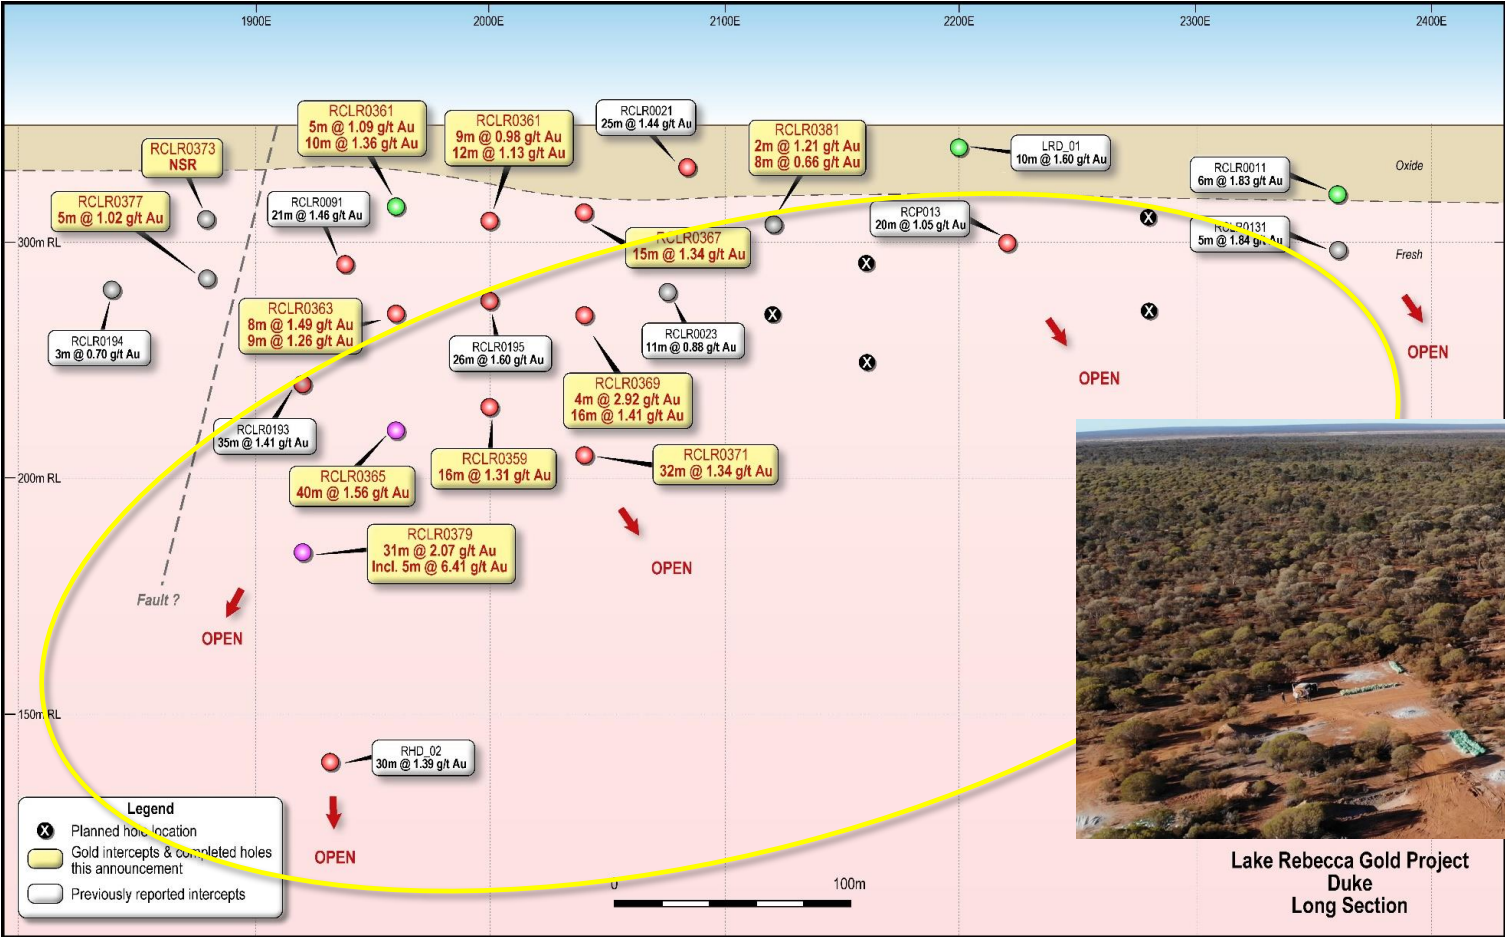 1900E
2000E
2100E
2200E
2300E
2400E
RCLR0361
5m @ 1.09 g/t Au
10m @ 1.36 g/t Au
RCLR0361
9m @ 0.98 g/t Au
12m @ 1.13 g/t Au
RCLR0021
25m @ 1.44 g/t Au
RCLR0381
2m @ 1.21 g/t Au
8m @ 0.66 g/t Au
LRD_01
10m @ 1.60 g/t Au
RCLR0011
6m @ 1.83 g/t Au
Oxide
RCLR0373
NSR
RCLR0377
5m @ 1.02 g/t Au
RCLR0091
21m @ 1.46 g/t Au
RCLR0367
15m @ 1.34 g/t Au
RCP013
20m @ 1.05 g/t Au
X
RCLR0131
5m @ 1.84 g/t Au
Fresh
300m RL
X
RCLR0194
3m @ 0.70 g/t Au
RCLR0363
8m @ 1.49 g/t Au
9m @ 1.26 g/t Au
RCLR0195
26m @ 1.60 g/t Au
RCLR0023
11m @ 0.88 g/t Au
X
X
X
OPEN
OPEN
RCLR0193
35m @ 1.41 g/t Au
RCLR0369
4m @ 2.92 g/t Au
16m @ 1.41 g/t Au
RCLR0365
40m @ 1.56 g/t Au
RCLR0359
16m @ 1.31 g/t Au
RCLR0371
32m @ 1.34 g/t Au
200m RL
RCLR0379
31m @ 2.07 g/t Au
Incl. 5m @ 6.41 g/t Au
OPEN
Fault ?
OPEN
150m RL
RHD_02
30m @ 1.39 g/t Au
OPEN
Legend
X Planned hole location
Gold intercepts & completed holes
this announcement
Previously reported intercepts
0
100m
Lake Rebecca Gold Project
Duke
Long Section